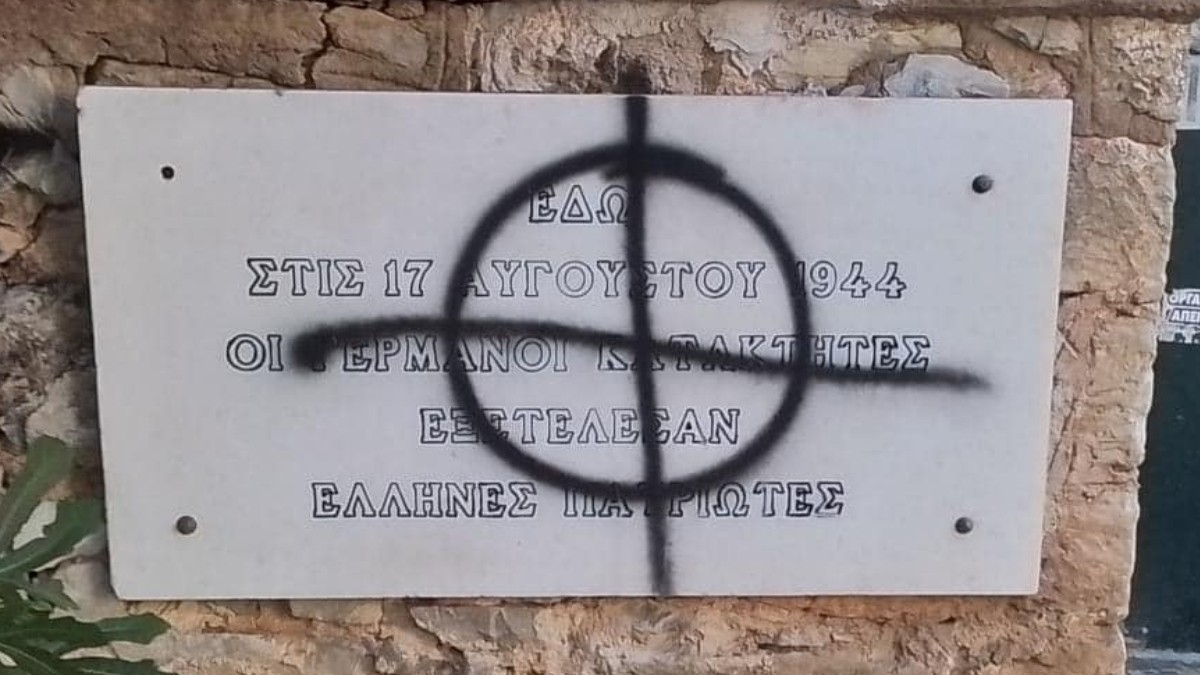 ΕΔΩ
ΣΤΙΣ 17 ΑΥΓΟΥΣΤΟΥ 1944
ΟΙ ΓΕΡΜΑΝΟΙ ΚΑΤΑΚΤΗΤΕΣ
ΕΞΕΤΕΛΕΣΑΝ
ΕΛΛΗΝΕΣ ΠΑΤΡΙΩΤΕΣ